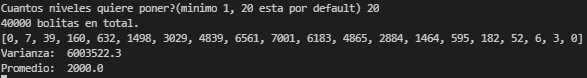 Cuantos niveles quiere poner?(minimo 1, 20 esta por default) 20
40000 bolitas en total.
[0, 7, 39, 160, 632, 1498, 3029, 4839, 6561, 7001, 6183, 4865, 2884, 1464, 595, 182, 52, 6, 3, 0]
Varianza:  6003522.3
Promedio:  2000.0